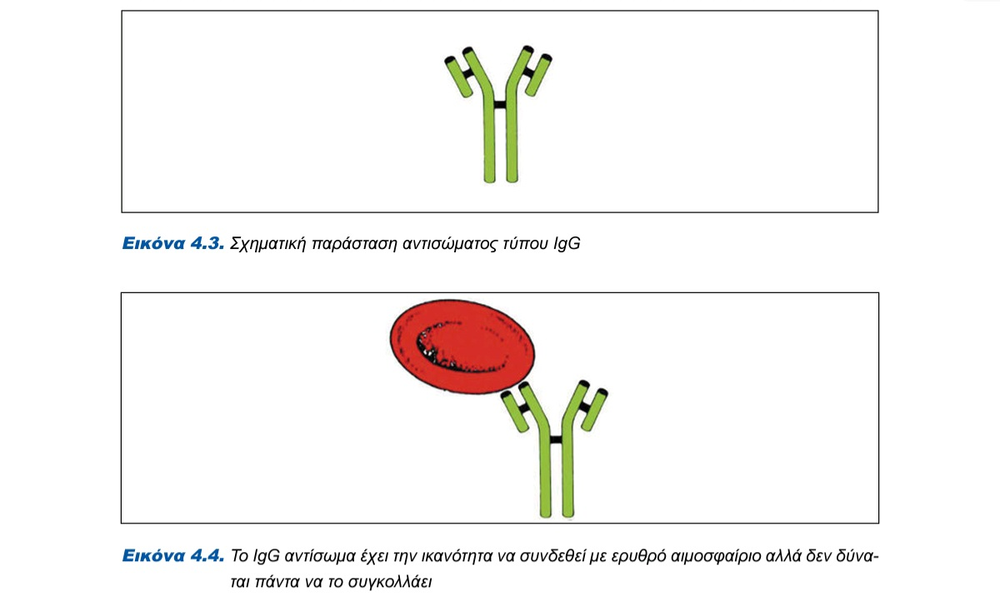 Εικόνα 4.3. Σχηματική παράσταση αντισώματος τύπου IgG
Εικόνα 4.4. Το IgG αντίσωμα έχει την ικανότητα να συνδεθεί με ερυθρό αιμοσφαίριο αλλά δεν δύνα-
ται πάντα να το συγκολλάει